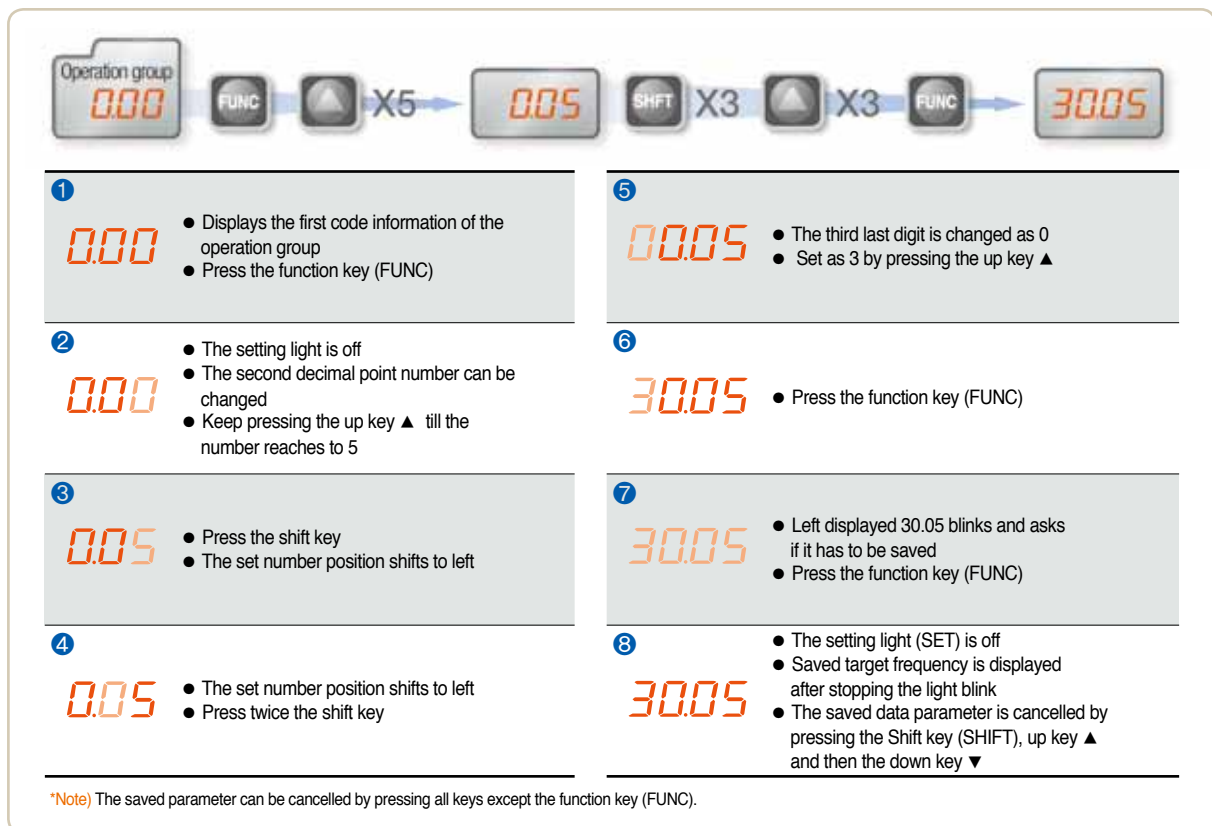 Operation group
0.00 FUNC ▲ X5 0.05 SHFT X3 ▲ X3 FUNC 30.05
1
0.00
● Displays the first code information of the
operation group
● Press the function key (FUNC)
2
0.00
● The setting light is off
● The second decimal point number can be
changed
● Keep pressing the up key ▲ till the
number reaches to 5
3
0.05
● Press the shift key
● The set number position shifts to left
4
0.05
● The set number position shifts to left
● Press twice the shift key
5
00.05
● The third last digit is changed as 0
● Set as 3 by pressing the up key ▲
6
30.05
● Press the function key (FUNC)
7
30.05
● Left displayed 30.05 blinks and asks
if it has to be saved
● Press the function key (FUNC)
8
30.05
● The setting light (SET) is off
● Saved target frequency is displayed
after stopping the light blink
● The saved data parameter is cancelled by
pressing the Shift key (SHIFT), up key ▲
and then the down key ▼
*Note) The saved parameter can be cancelled by pressing all keys except the function key (FUNC).